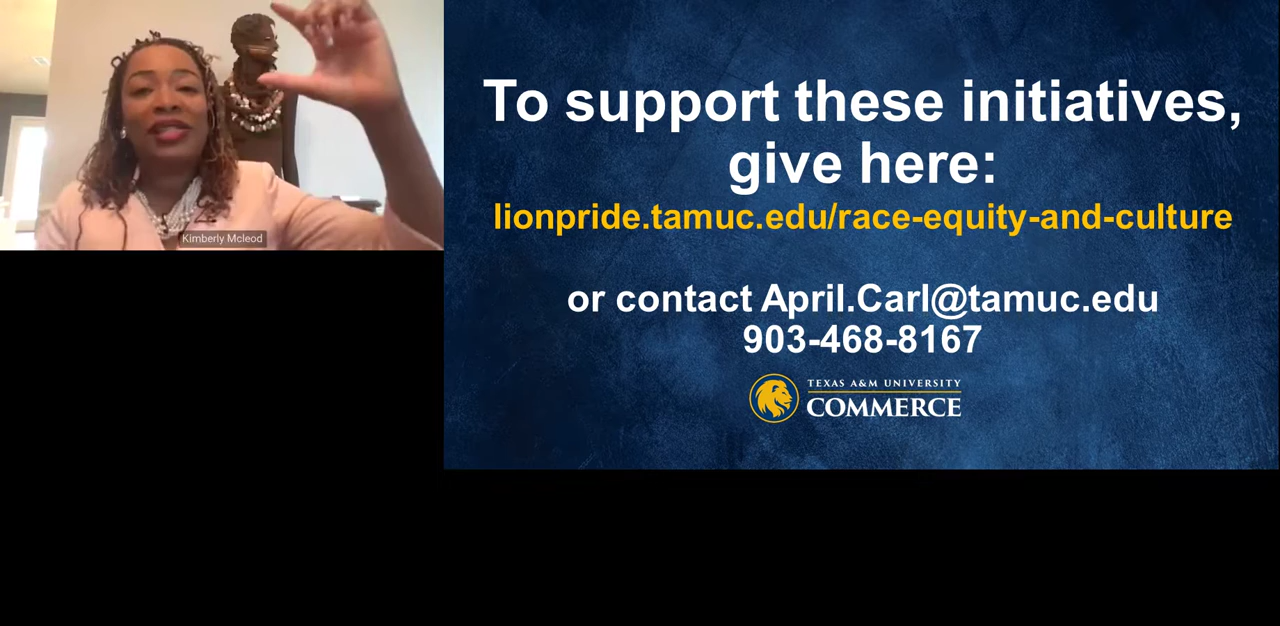 Kimberly Mcleod
To support these initiatives,
give here:
lionpride.tamuc.edu/race-equity-and-culture
or contact April.Carl@tamuc.edu
903-468-8167
TEXAS A&M UNIVERSITY
COMMERCE